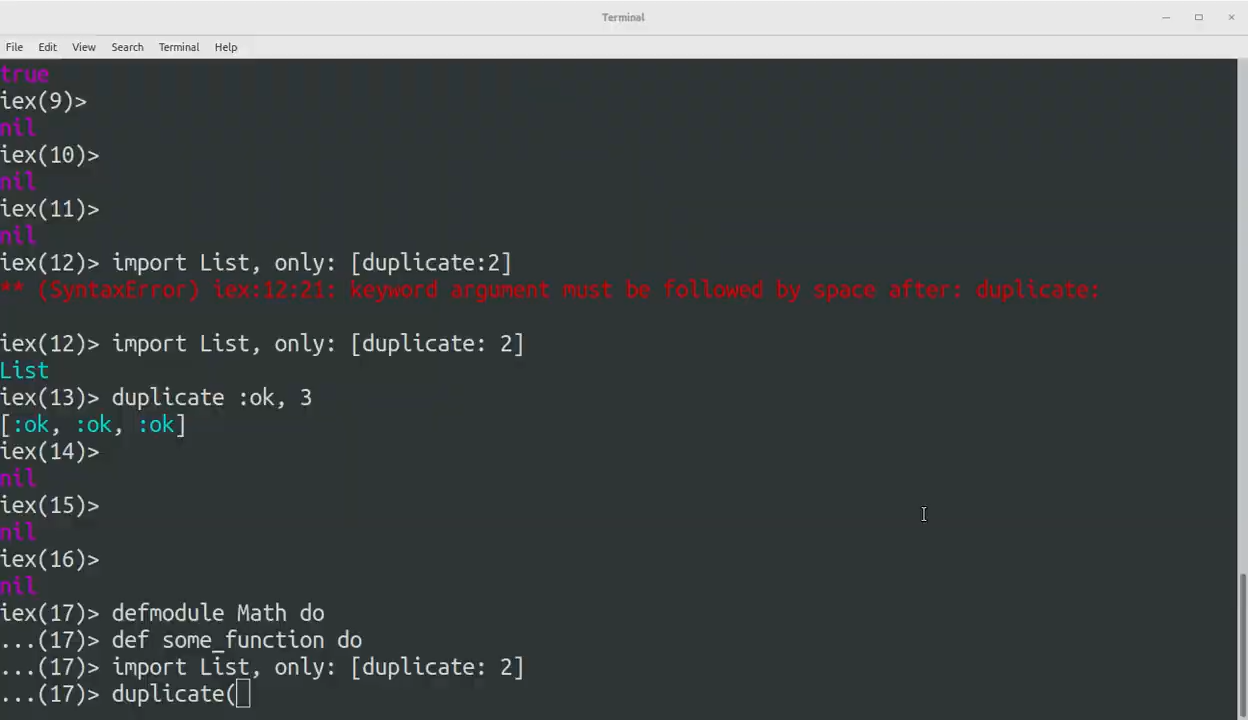 Terminal
File Edit View Search Terminal Help
true
iex(9)>
nil
iex(10)>
nil
iex(11)>
nil
iex(12)> import List, only: [duplicate:2]
** (SyntaxError) iex:12:21: keyword argument must be followed by space after: duplicate:
iex(12)> import List, only: [duplicate: 2]
List
iex(13)> duplicate :ok, 3
[:ok, :ok, :ok]
iex(14)>
nil
iex(15)>
nil
iex(16)>
nil
iex(17)> defmodule Math do
...(17)> def some_function do
...(17)> import List, only: [duplicate: 2]
...(17)> duplicate(